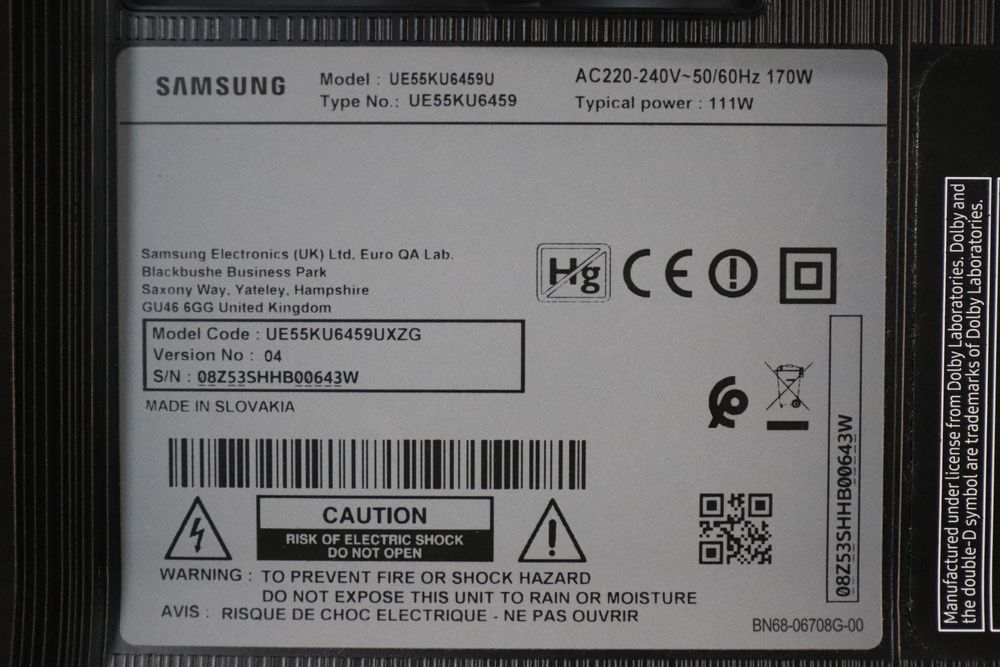 SAMSUNG
Model : UE55KU6459U
Type No.: UE55KU6459
AC220-240V~50/60Hz 170W
Typical power : 111W
Samsung Electronics (UK) Ltd. Euro QA Lab.
Blackbushe Business Park
Saxony Way, Yateley, Hampshire
GU46 6GG United Kingdom
Hg CE
Model Code : UE55KU6459UXZG
Version No : 04
S/N : 08Z53SHHB00643W
MADE IN SLOVAKIA
CAUTION
RISK OF ELECTRIC SHOCK
DO NOT OPEN
WARNING : TO PREVENT FIRE OR SHOCK HAZARD
DO NOT EXPOSE THIS UNIT TO RAIN OR MOISTURE
AVIS : RISQUE DE CHOC ELECTRIQUE - NE PAS OUVRIR
08Z53SHHB00643W
BN68-06708G-00
Manufactured under license from Dolby Laboratories. Dolby and
the double-D symbol are trademarks of Dolby Laboratories.